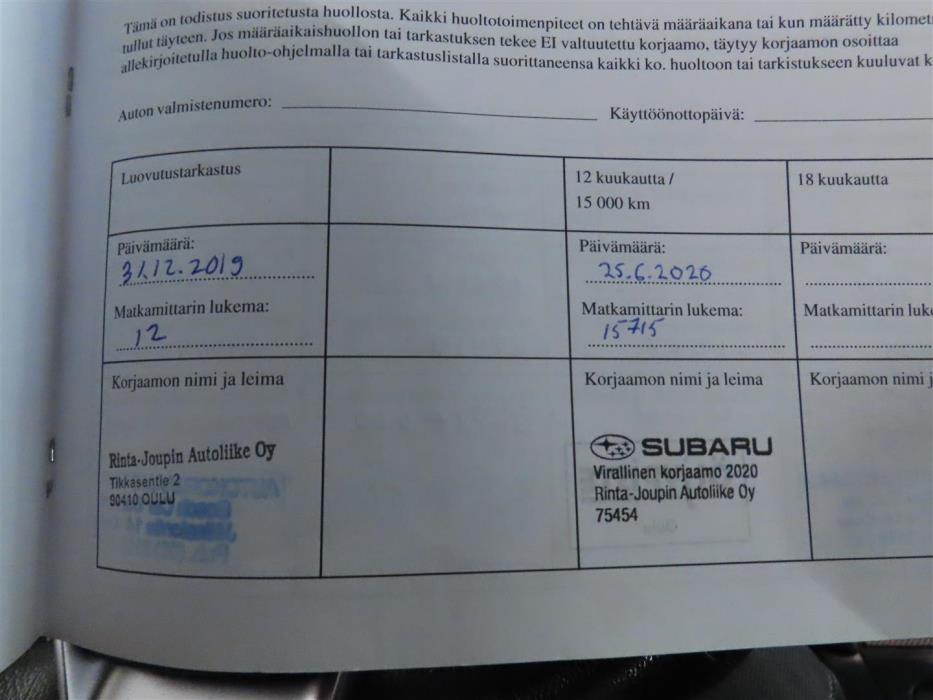 Tämä on todistus suoritetusta huollosta. Kaikki huoltotoimenpiteet on tehtävä määräaikana tai kun määrätty kilomet
tullut täyteen. Jos määräaikaishuollon tai tarkastuksen tekee EI valtuutettu korjaamo, täytyy korjaamon osoittaa
allekirjoitetulla huolto-ohjelmalla tai tarkastuslistalla suorittaneensa kaikki ko. huoltoon tai tarkistukseen kuuluvat k
Auton valmistenumero: Käyttöönottopäivä:
Luovutustarkastus
12 kuukautta /
15 000 km
18 kuukautta
Päivämäärä:
31.12.2019
Päivämäärä:
25.6.2020
Päivämäärä:
Matkamittarin lukema:
12
Matkamittarin lukema:
15715
Matkamittarin luk
Korjaamon nimi ja leima
Korjaamon nimi ja leima
Korjaamon nimi j
Rinta-Joupin Autoliike Oy
Tikkasentie 2
90410 OULU
SUBARU
Virallinen korjaamo 2020
Rinta-Joupin Autoliike Oy
75454